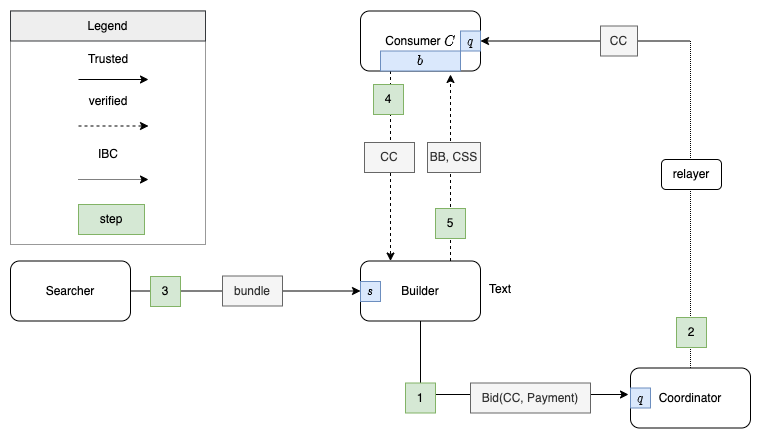 Legend
Trusted
verified
IBC
step
Consumer C
q
b
CC
4
CC
BB, CSS
relayer
5
Searcher
3
bundle
s
Builder
Text
2
1
Bid(CC, Payment)
q
Coordinator